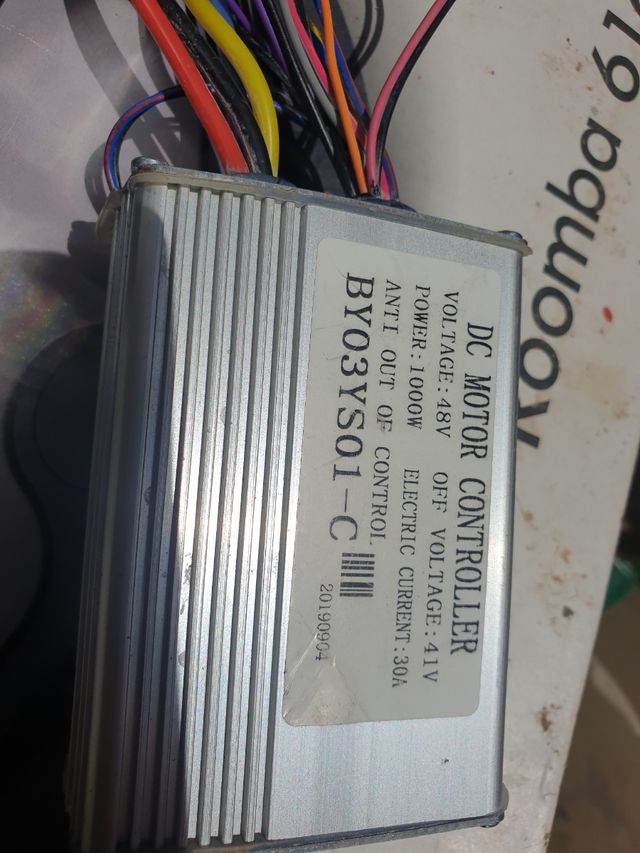 DC MOTOR CONTROLLER
VOLTAGE:48V OFF VOLTAGE:41V
POWER:1000W ELECTRIC CURRENT:30A
ANTI OUT OF CONTROL
BY03YS01-C
20190904
Roomba 61